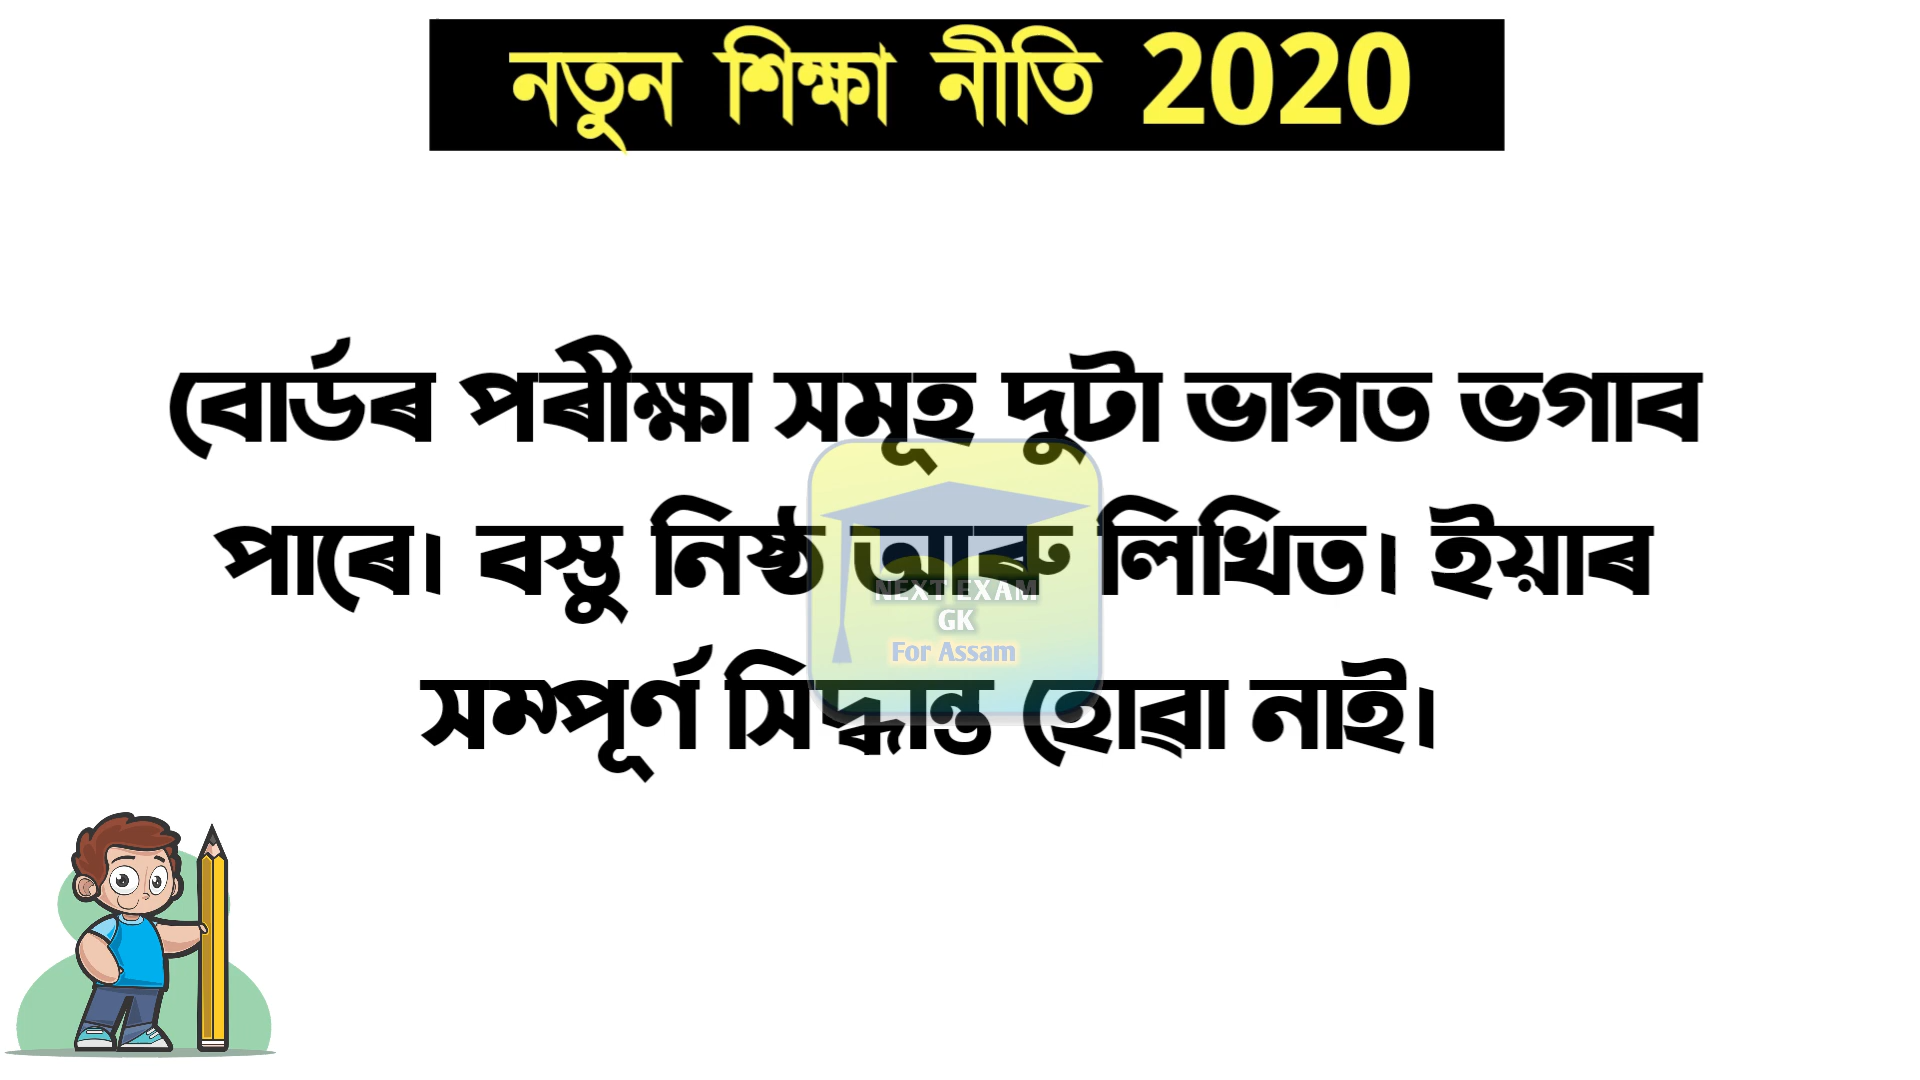 নতুন শিক্ষা নীতি 2020
বোৰ্ডৰ পৰীক্ষা সমূহ দুটা ভাগত ভগাব
পাৰে। বস্তু নিষ্ঠ আৰু লিখিত। ইয়াৰ
NEXT EXAM
GK
For Assam
সম্পূৰ্ণ সিদ্ধান্ত হোৱা নাই।